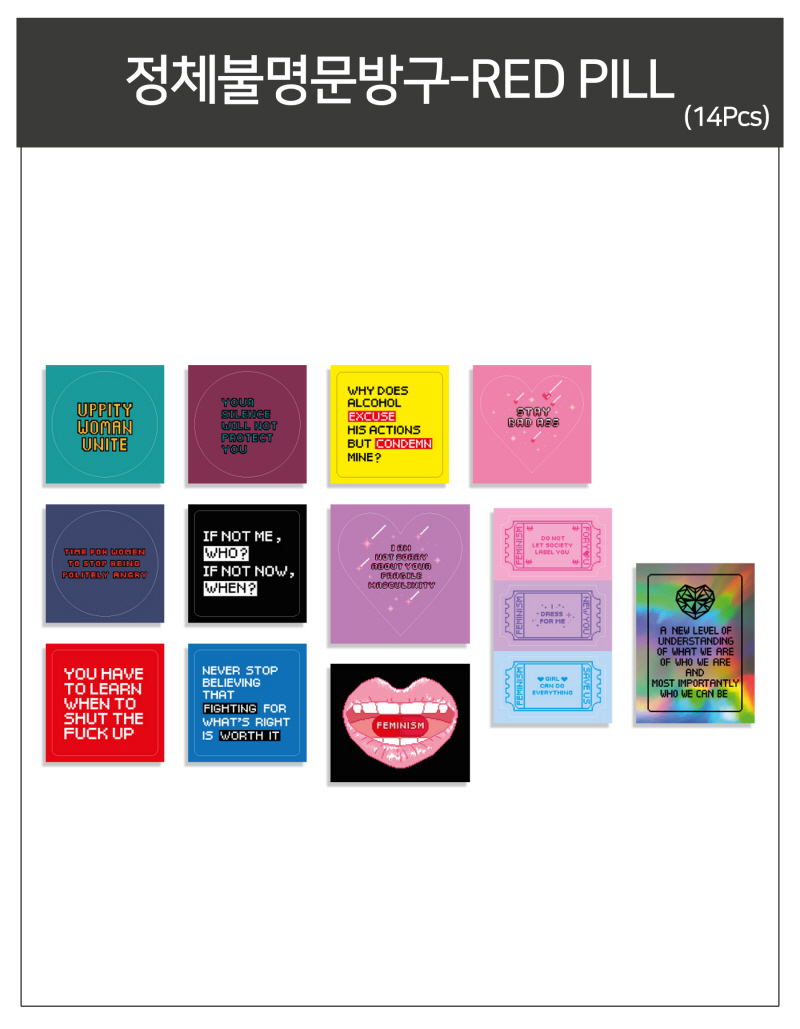 정체불명문방구-RED PILL
(14Pcs)
UPPITY
WOMAN
UNITE
YOUR
SILENCE
WILL NOT
PROTECT
YOU
WHY DOES
ALCOHOL
EXCUSE
HIS ACTIONS
BUT CONDEMN
MINE?
STAY
BAD ASS
TIME FOR WOMEN
TO STOP BEING
POLITELY ANGRY
IF NOT ME,
WHO?
IF NOT NOW,
WHEN?
I AM
NOT SORRY
ABOUT YOUR
FRAGILE
MASCULINITY
FEMINISM
DO NOT
LET SOCIETY
LABEL YOU
FORYOU
FEMINISM
I
DRESS
FOR ME
NEWYOU
FEMINISM
GIRL
CAN DO
EVERYTHING
SAVE US
A NEW LEVEL OF
UNDERSTANDING
OF WHAT WE ARE
OF WHO WE ARE
AND
MOST IMPORTANTLY
WHO WE CAN BE
YOU HAVE
TO LEARN
WHEN TO
SHUT THE
FUCK UP
NEVER STOP
BELIEVING
THAT
FIGHTING FOR
WHAT'S RIGHT
IS WORTH IT
FEMINISM